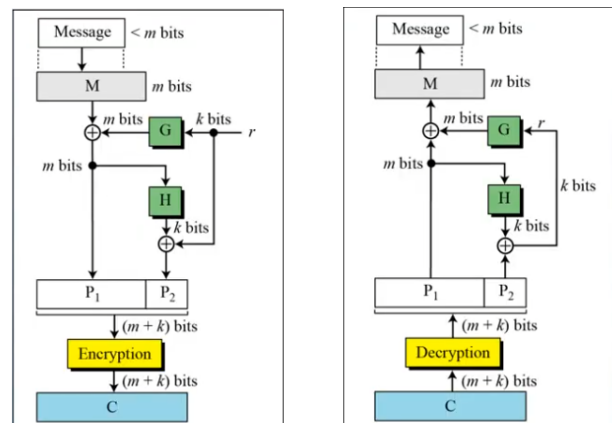 Message < m bits
M m bits
m bits G k bits r
m bits
H
k bits
P₁ P₂
(m + k) bits
Encryption
(m + k) bits
C
Message < m bits
M m bits
m bits G r
m bits
H k bits
k bits
P₁ P₂
(m + k) bits
Decryption
(m + k) bits
C